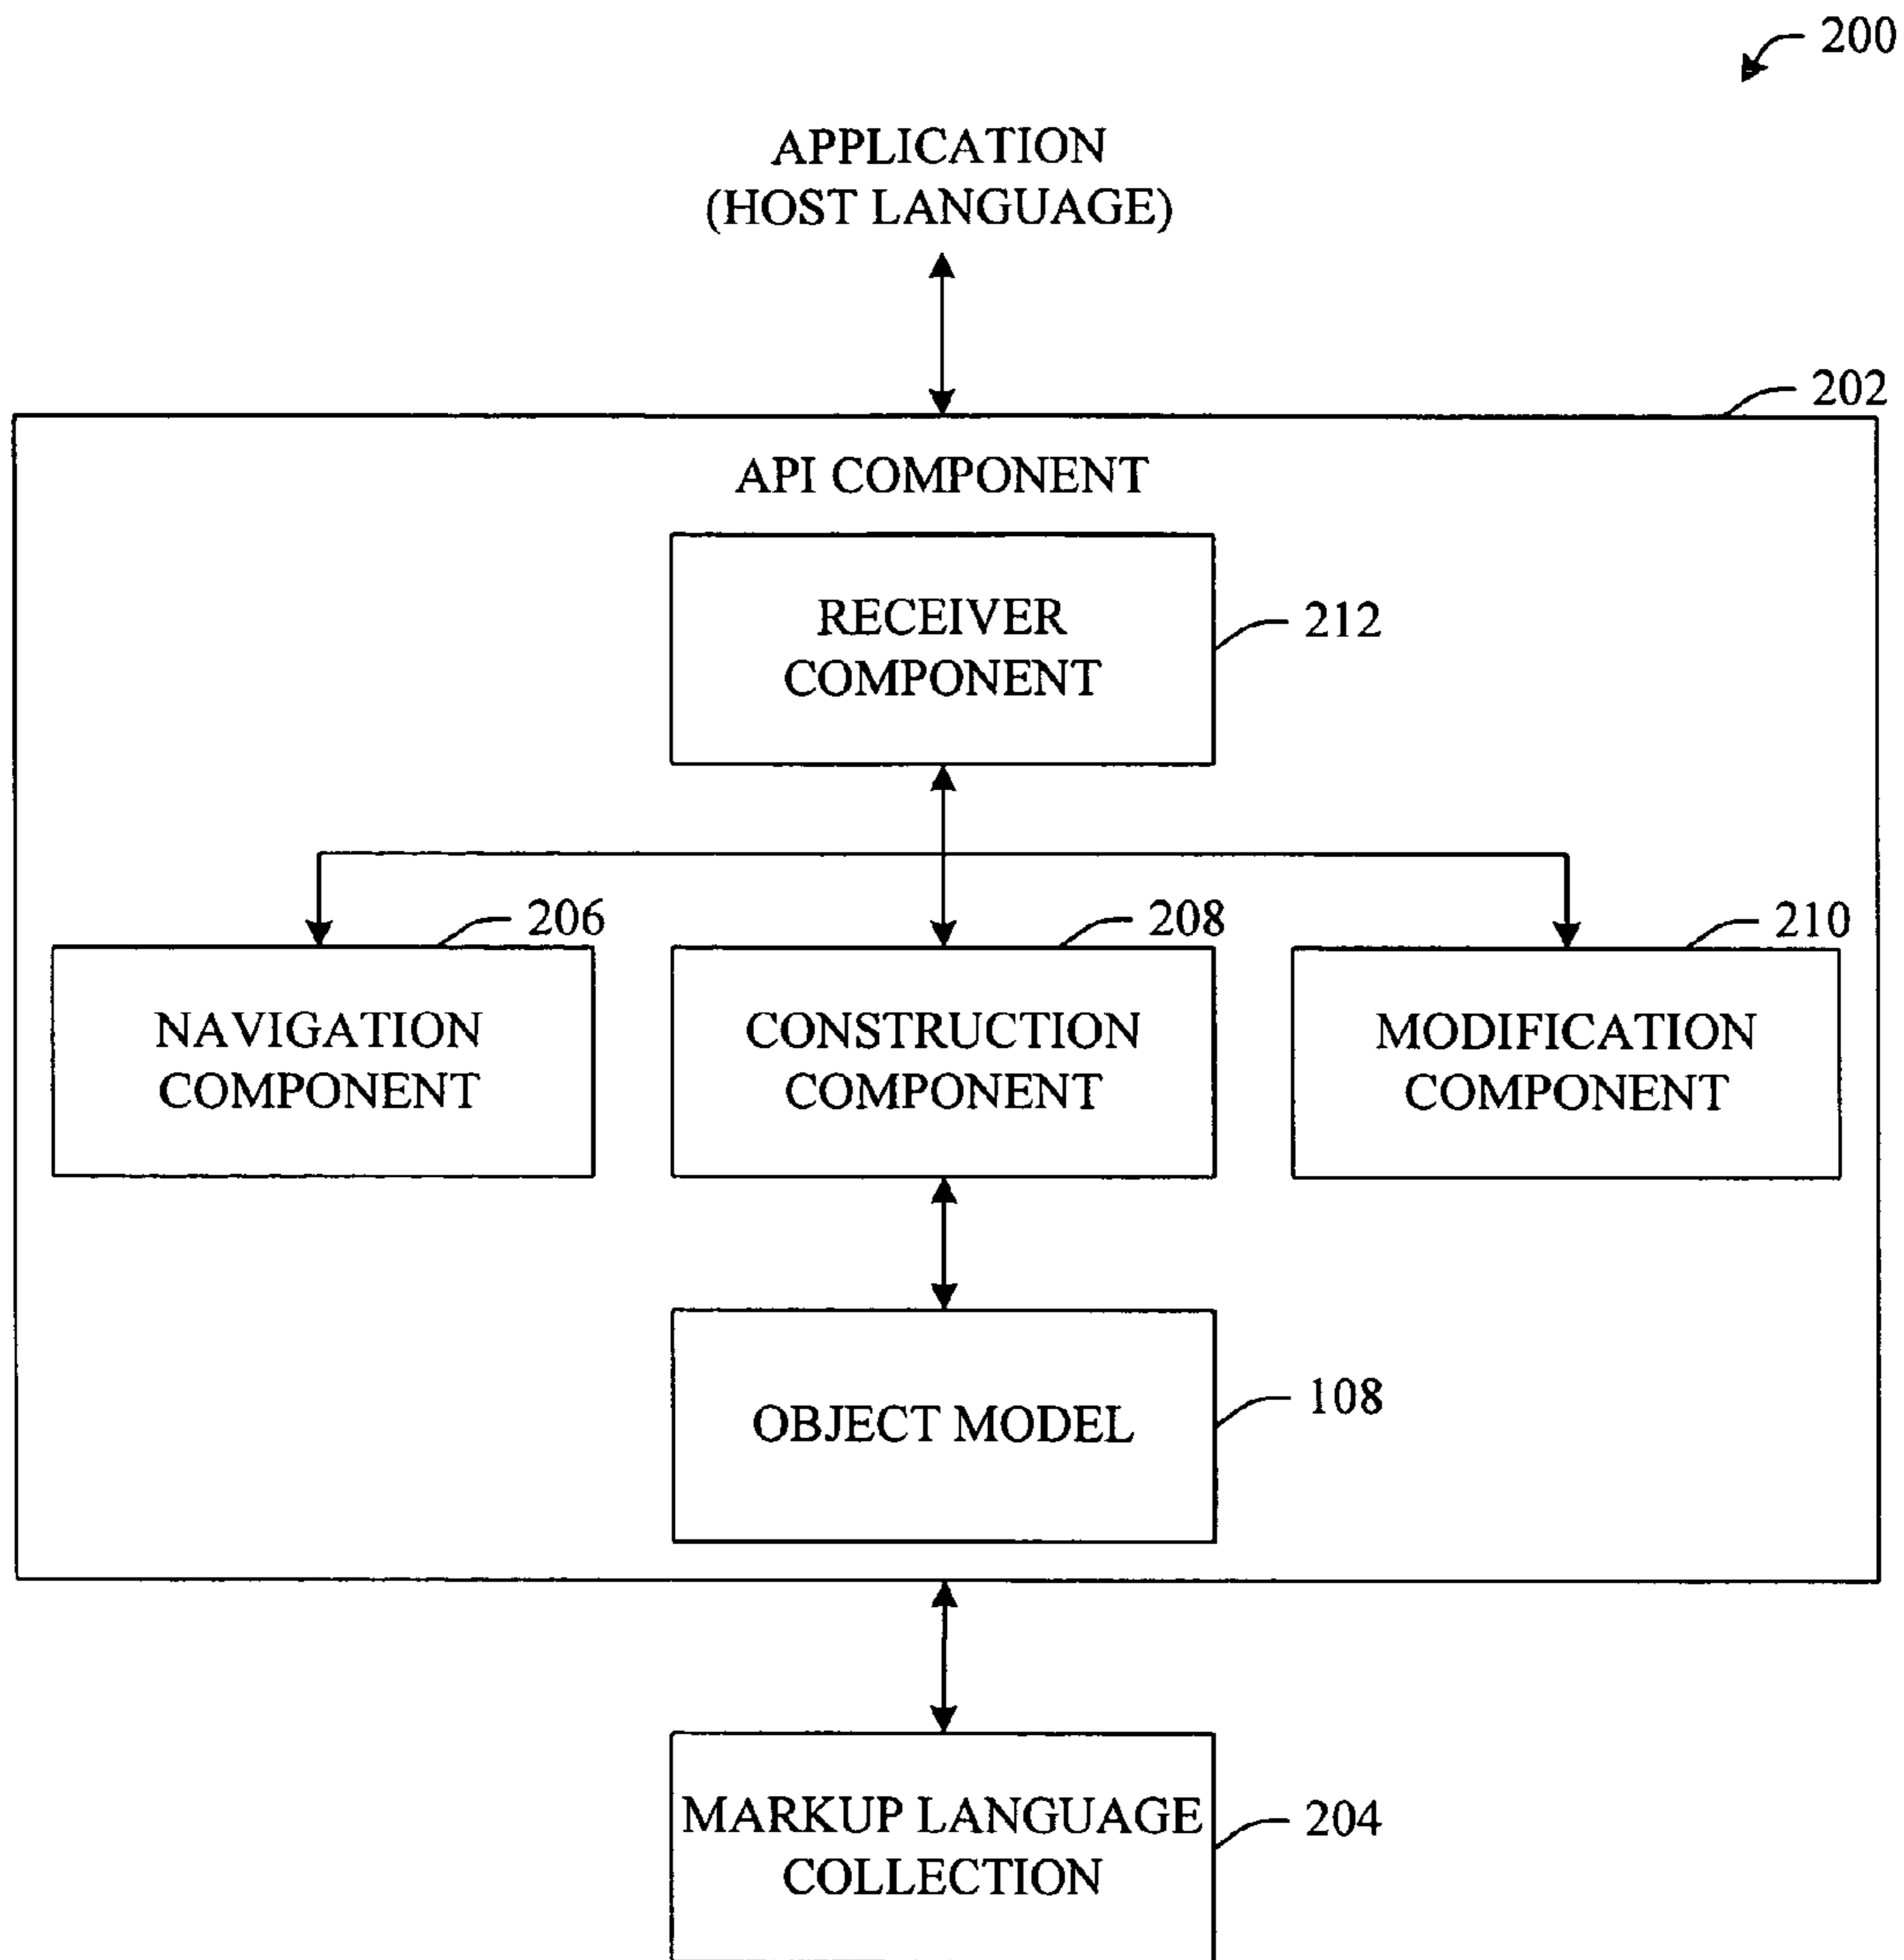 200
APPLICATION
(HOST LANGUAGE)
202
API COMPONENT
RECEIVER
COMPONENT
212
206
208
210
NAVIGATION
COMPONENT
CONSTRUCTION
COMPONENT
MODIFICATION
COMPONENT
OBJECT MODEL
108
MARKUP LANGUAGE
COLLECTION
204